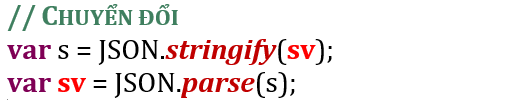 // CHUYỂN ĐỔI
var s = JSON.stringify(sv);
var sv = JSON.parse(s);